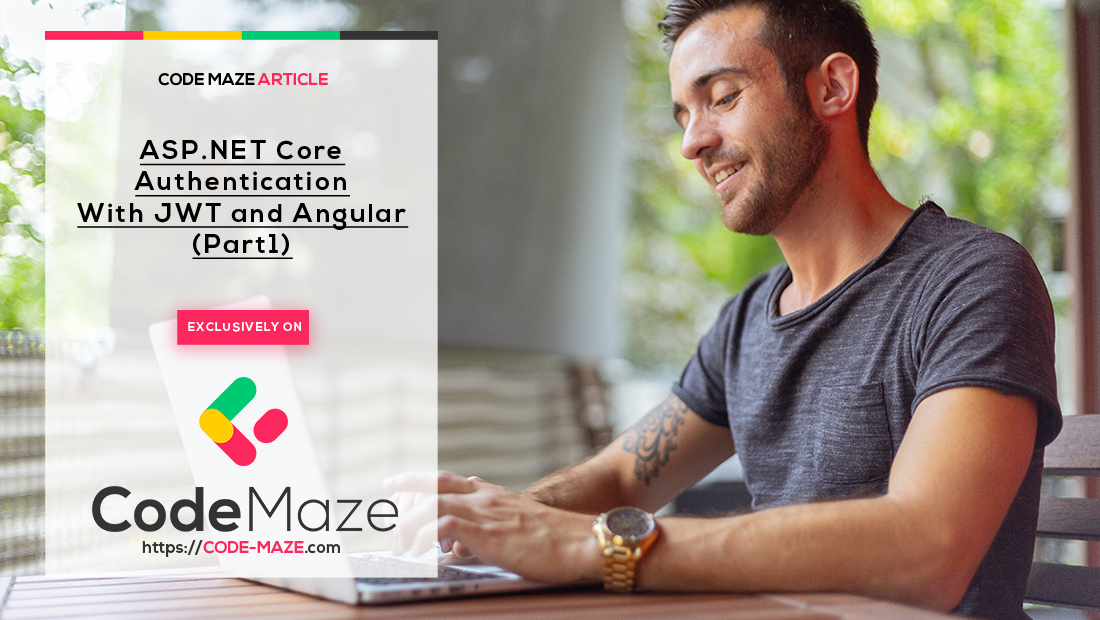 CODE MAZE ARTICLE
ASP.NET Core
Authentication
With JWT and Angular
(Part1)
EXCLUSIVELY ON
CodeMaze
https://CODE-MAZE.com